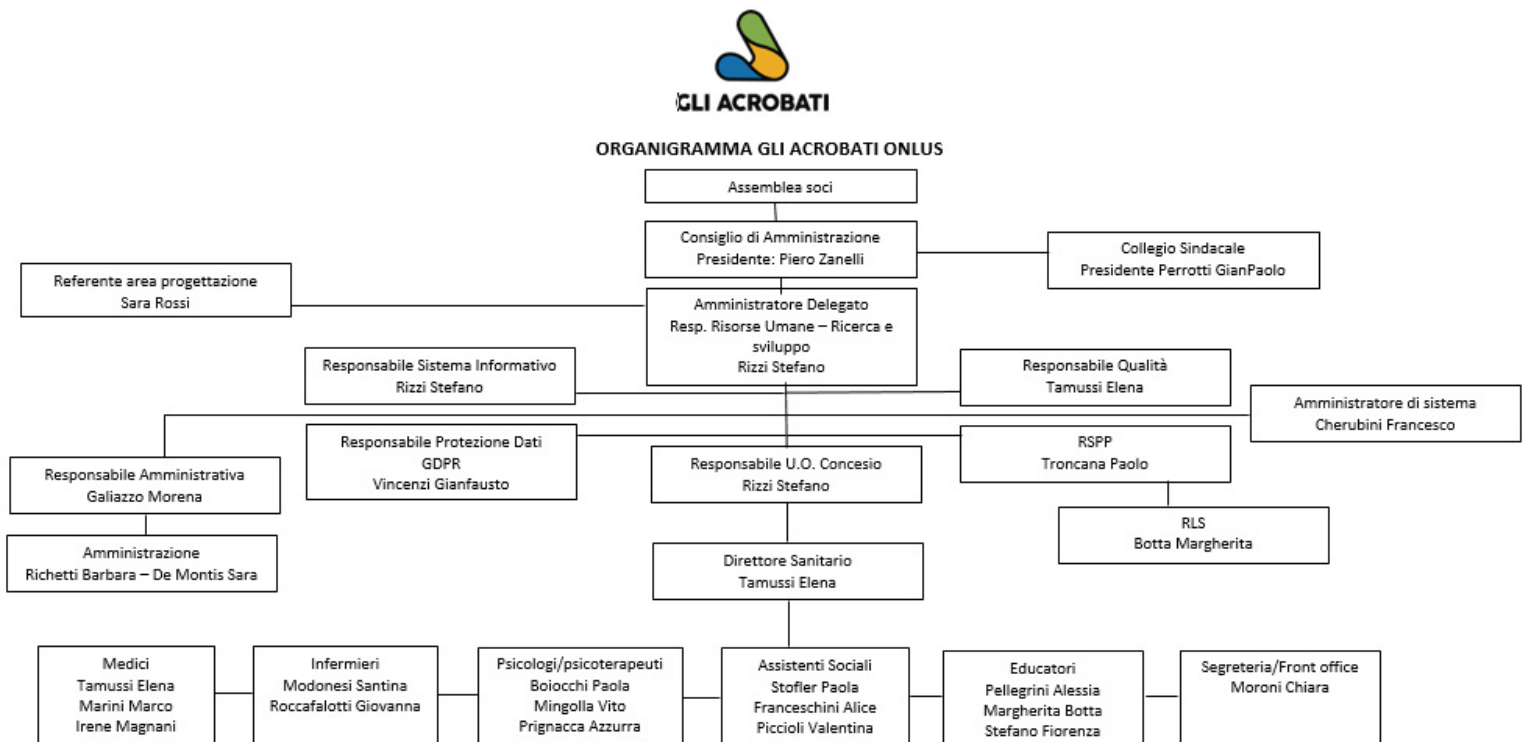 GLI ACROBATI
ORGANIGRAMMA GLI ACROBATI ONLUS
Assemblea soci
Consiglio di Amministrazione
Presidente: Piero Zanelli
Collegio Sindacale
Presidente Perrotti GianPaolo
Referente area progettazione
Sara Rossi
Amministratore Delegato
Resp. Risorse Umane – Ricerca e
sviluppo
Rizzi Stefano
Responsabile Sistema Informativo
Rizzi Stefano
Responsabile Qualità
Tamussi Elena
Amministratore di sistema
Cherubini Francesco
Responsabile Protezione Dati
GDPR
Vincenzi Gianfausto
RSPP
Troncana Paolo
Responsabile Amministrativa
Galiazzo Morena
Responsabile U.O. Concesio
Rizzi Stefano
RLS
Botta Margherita
Amministrazione
Richetti Barbara – De Montis Sara
Direttore Sanitario
Tamussi Elena
Medici
Tamussi Elena
Marini Marco
Irene Magnani
Infermieri
Modonesi Santina
Roccafalotti Giovanna
Psicologi/psicoterapeuti
Boiocchi Paola
Mingolla Vito
Prignacca Azzurra
Assistenti Sociali
Stofler Paola
Franceschini Alice
Piccioli Valentina
Educatori
Pellegrini Alessia
Margherita Botta
Stefano Fiorenza
Segreteria/Front office
Moroni Chiara